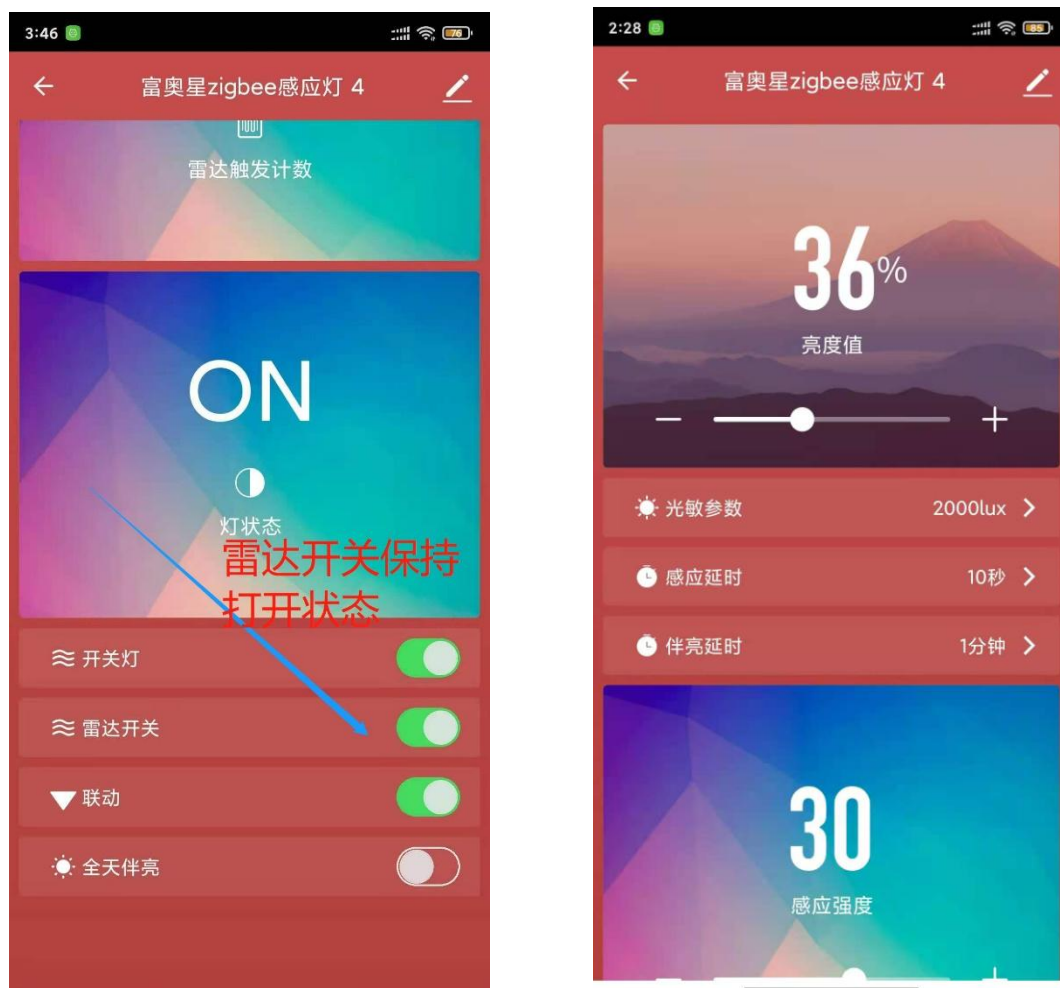 3:46
76
富奥星zigbee感应灯 4
雷达触发计数
ON
灯状态
雷达开关保持
打开状态
开关灯
雷达开关
联动
全天伴亮
2:28
85
富奥星zigbee感应灯 4
36%
亮度值
光敏参数 2000lux
感应延时 10秒
伴亮延时 1分钟
30
感应强度